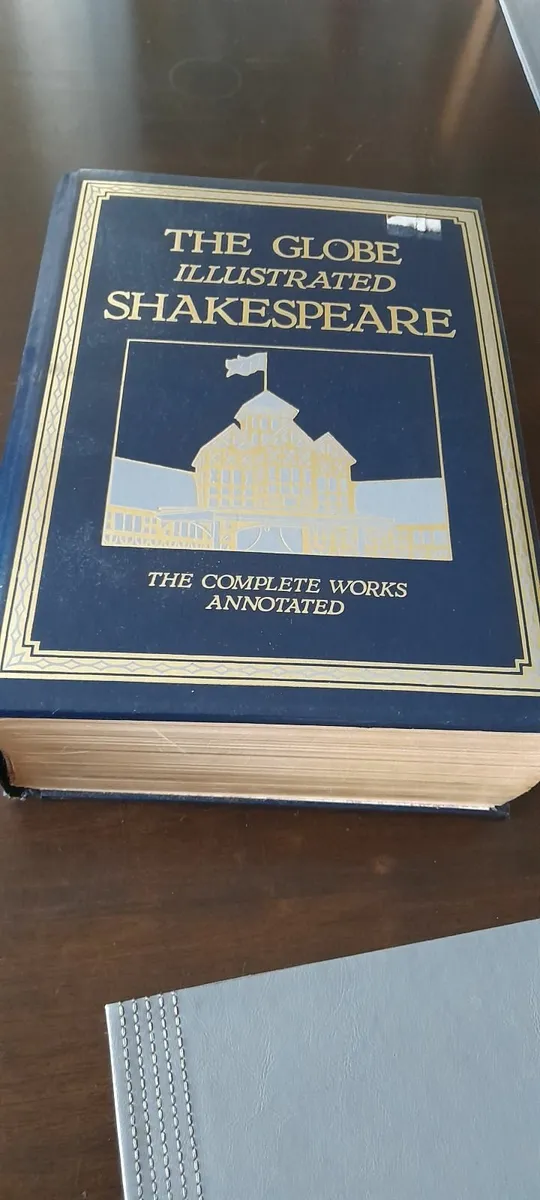 THE GLOBE
ILLUSTRATED
SHAKESPEARE
THE COMPLETE WORKS
ANNOTATED